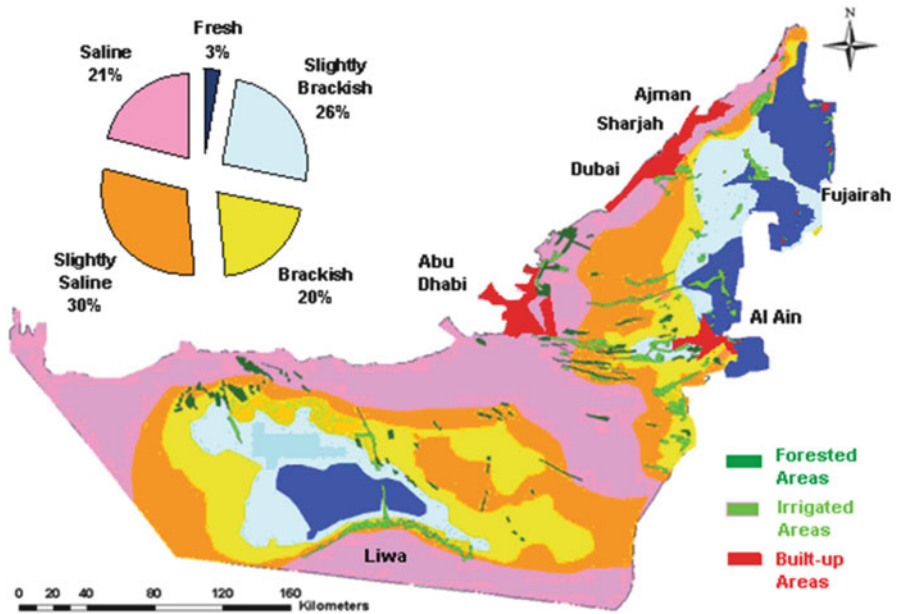 N
Fresh
3%
Saline
21%
Slightly
Brackish
26%
Slightly
Saline
30%
Brackish
20%
Ajman
Sharjah
Dubai
Fujairah
Abu
Dhabi
Al Ain
Liwa
Forested
Areas
Irrigated
Areas
Built-up
Areas
0 20 40 80 120 160
Kilometers